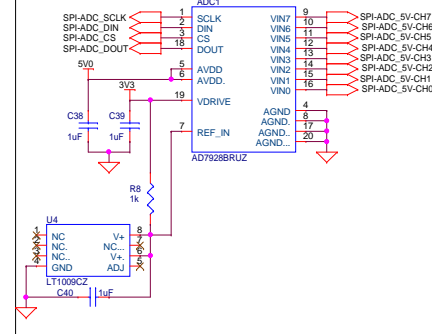 ADC1
SPI-ADC_SCLK 1 SCLK VIN7 9 SPI-ADC_5V-CH7
SPI-ADC_DIN 2 DIN VIN6 10 SPI-ADC_5V-CH6
SPI-ADC_CS 3 CS VIN5 11 SPI-ADC_5V-CH5
SPI-ADC_DOUT 18 DOUT VIN4 12 SPI-ADC_5V-CH4
VIN3 13 SPI-ADC_5V-CH3
5V0 5 AVDD VIN2 14 SPI-ADC_5V-CH2
6 AVDD. VIN1 15 SPI-ADC_5V-CH1
3V3 VIN0 16 SPI-ADC_5V-CH0
19 VDRIVE
AGND 4
C38 C39 AGND. 8
1uF 1uF 7 REF_IN AGND.. 17
AGND... 20
AD7928BRUZ
R8
1k
U4
1 NC V+ 8
2 NC. NC... 7
3 NC.. V+. 6
4 GND ADJ 5
LT1009CZ
C40 1uF